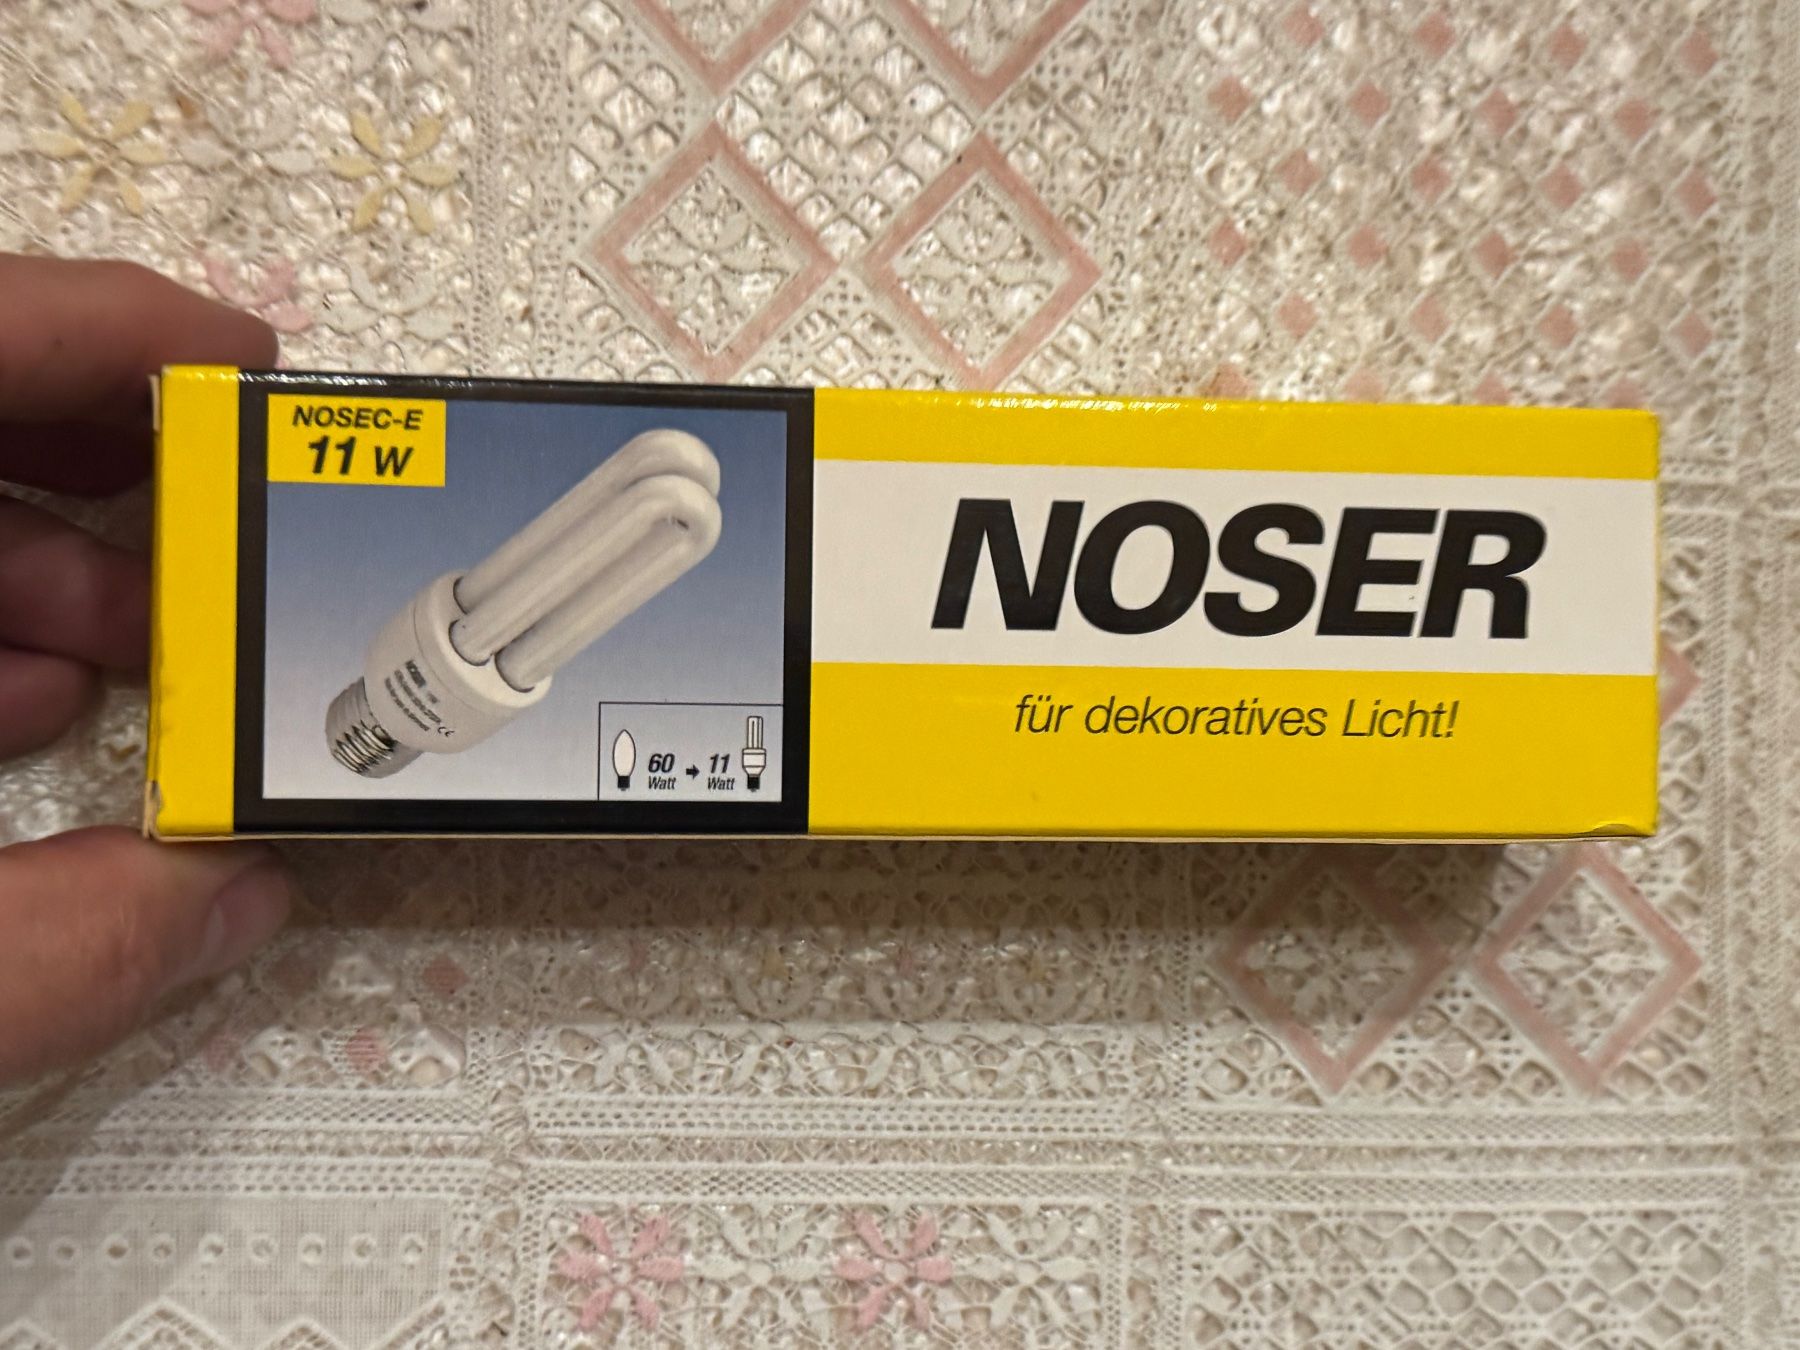 NOSEC-E
11 W
60
Watt
11
Watt
NOSER
für dekoratives Licht!